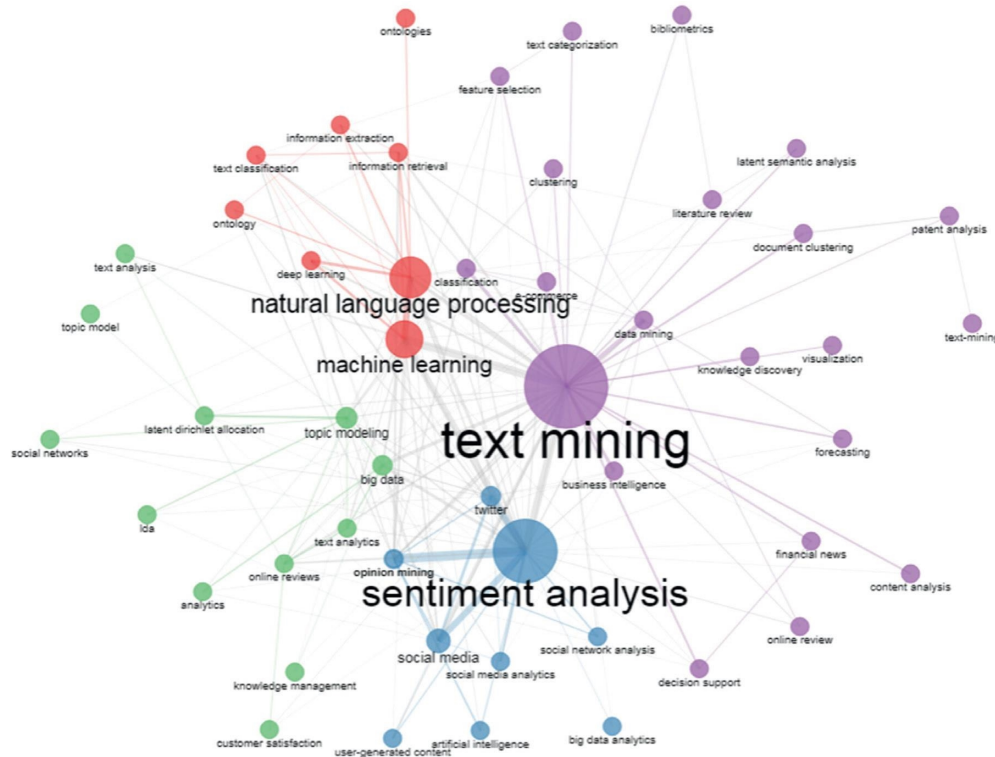 ontologies
bibliometrics
text categorization
feature selection
information extraction
text classification
information retrieval
latent semantic analysis
clustering
literature review
ontology
patent analysis
document clustering
text analysis
deep learning
classification
e-commerce
natural language processing
topic model
data mining
text-mining
machine learning
visualization
knowledge discovery
latent dirichlet allocation
topic modeling
text mining
social networks
forecasting
big data
business intelligence
twitter
lda
text analytics
financial news
online reviews
opinion mining
content analysis
sentiment analysis
analytics
online review
social network analysis
social media
social media analytics
decision support
knowledge management
customer satisfaction
user-generated content
artificial intelligence
big data analytics